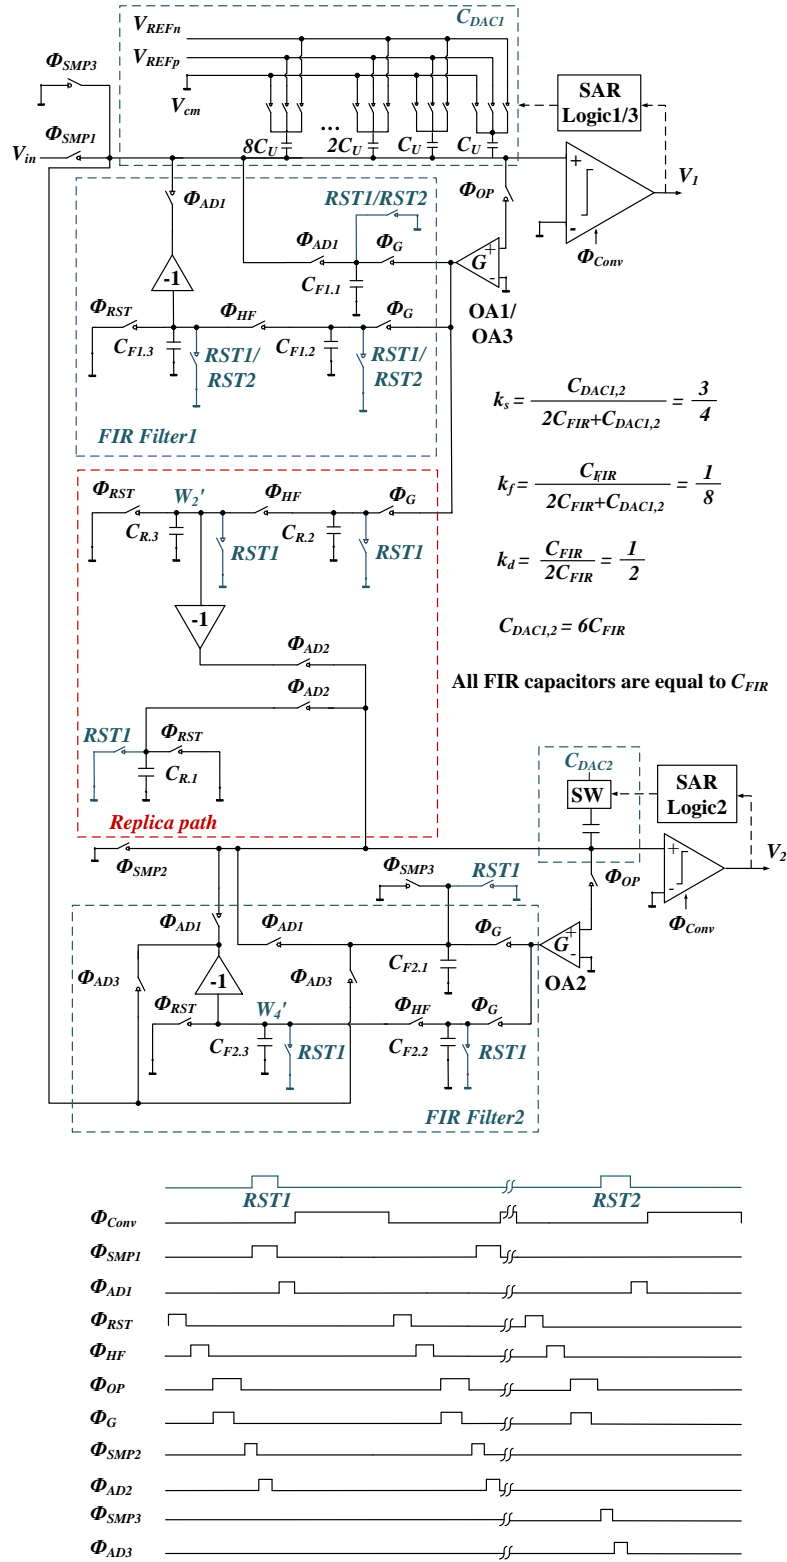 V_REFn
C_DAC1
V_REFp
Φ_SMP3
V_cm
SAR
Logic1/3
Φ_SMP1
...
V_in
8C_U
2C_U
C_U
C_U
+
-
V_1
Φ_Conv
Φ_OP
Φ_AD1
RST1/RST2
Φ_AD1
Φ_G
G
+
-
-1
C_F1.1
OA1/
OA3
Φ_RST
Φ_HF
Φ_G
C_F1.3
C_F1.2
RST1/
RST2
RST1/
RST2
FIR Filter1
k_s = C_DAC1,2 / (2C_FIR+C_DAC1,2) = 3/4
k_f = C_FIR / (2C_FIR+C_DAC1,2) = 1/8
k_d = C_FIR / 2C_FIR = 1/2
C_DAC1,2 = 6C_FIR
All FIR capacitors are equal to C_FIR
Φ_RST
W_2'
Φ_HF
Φ_G
C_R.3
C_R.2
RST1
RST1
-1
Φ_AD2
Φ_AD2
RST1
Φ_RST
C_R.1
Replica path
C_DAC2
SW
SAR
Logic2
+
-
V_2
Φ_Conv
Φ_SMP2
Φ_SMP3
RST1
Φ_OP
Φ_AD1
Φ_AD1
Φ_G
G
+
-
OA2
Φ_AD3
-1
Φ_AD3
C_F2.1
Φ_RST
W_4'
Φ_HF
Φ_G
C_F2.3
RST1
C_F2.2
RST1
FIR Filter2
RST1
RST2
Φ_Conv
Φ_SMP1
Φ_AD1
Φ_RST
Φ_HF
Φ_OP
Φ_G
Φ_SMP2
Φ_AD2
Φ_SMP3
Φ_AD3